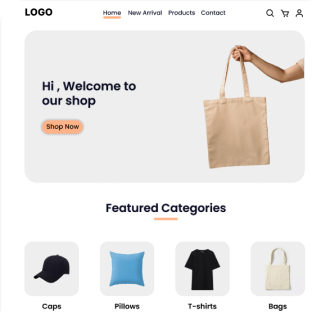 LOGO
Home New Arrival Products Contact
Hi , Welcome to
our shop
Shop Now
Featured Categories
Caps Pillows T-shirts Bags